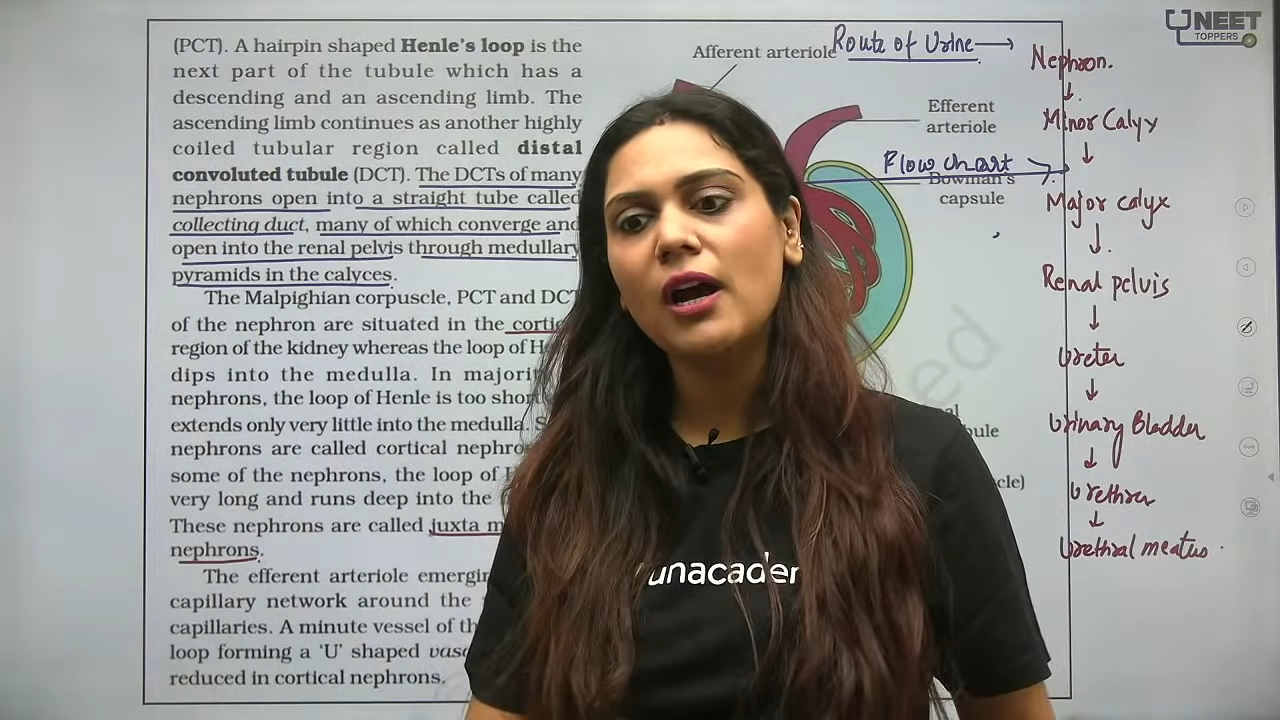 (PCT). A hairpin shaped Henle's loop is the
next part of the tubule which has a
descending and an ascending limb. The
ascending limb continues as another highly
coiled tubular region called distal
convoluted tubule (DCT). The DCTs of many
nephrons open into a straight tube called
collecting duct, many of which converge and
open into the renal pelvis through medullary
pyramids in the calyces.
The Malpighian corpuscle, PCT and DCT
of the nephron are situated in the
region of the kidney whereas the loop of
dips into the medulla. In
nephrons, the loop of Henle is too
extends only very little into the medulla.
nephrons are called cortical
some of the nephrons, the loop of
very long and runs deep into the
These nephrons are called juxta
nephrons.
The efferent arteriole
capillary network around the
capillaries. A minute vessel of
loop forming a 'U' shaped
reduced in cortical nephrons.
Afferent arteriole
Efferent
arteriole
Bowman's
capsule
Route of Urine →
Flow chart
Nephron.
↓
Minor Calyx
↓
Major calyx
↓
Renal pelvis
↓
Ureter
↓
Urinary Bladder
↓
Urethra
↓
Urethral meatus
NEET
TOPPERS
unacadem